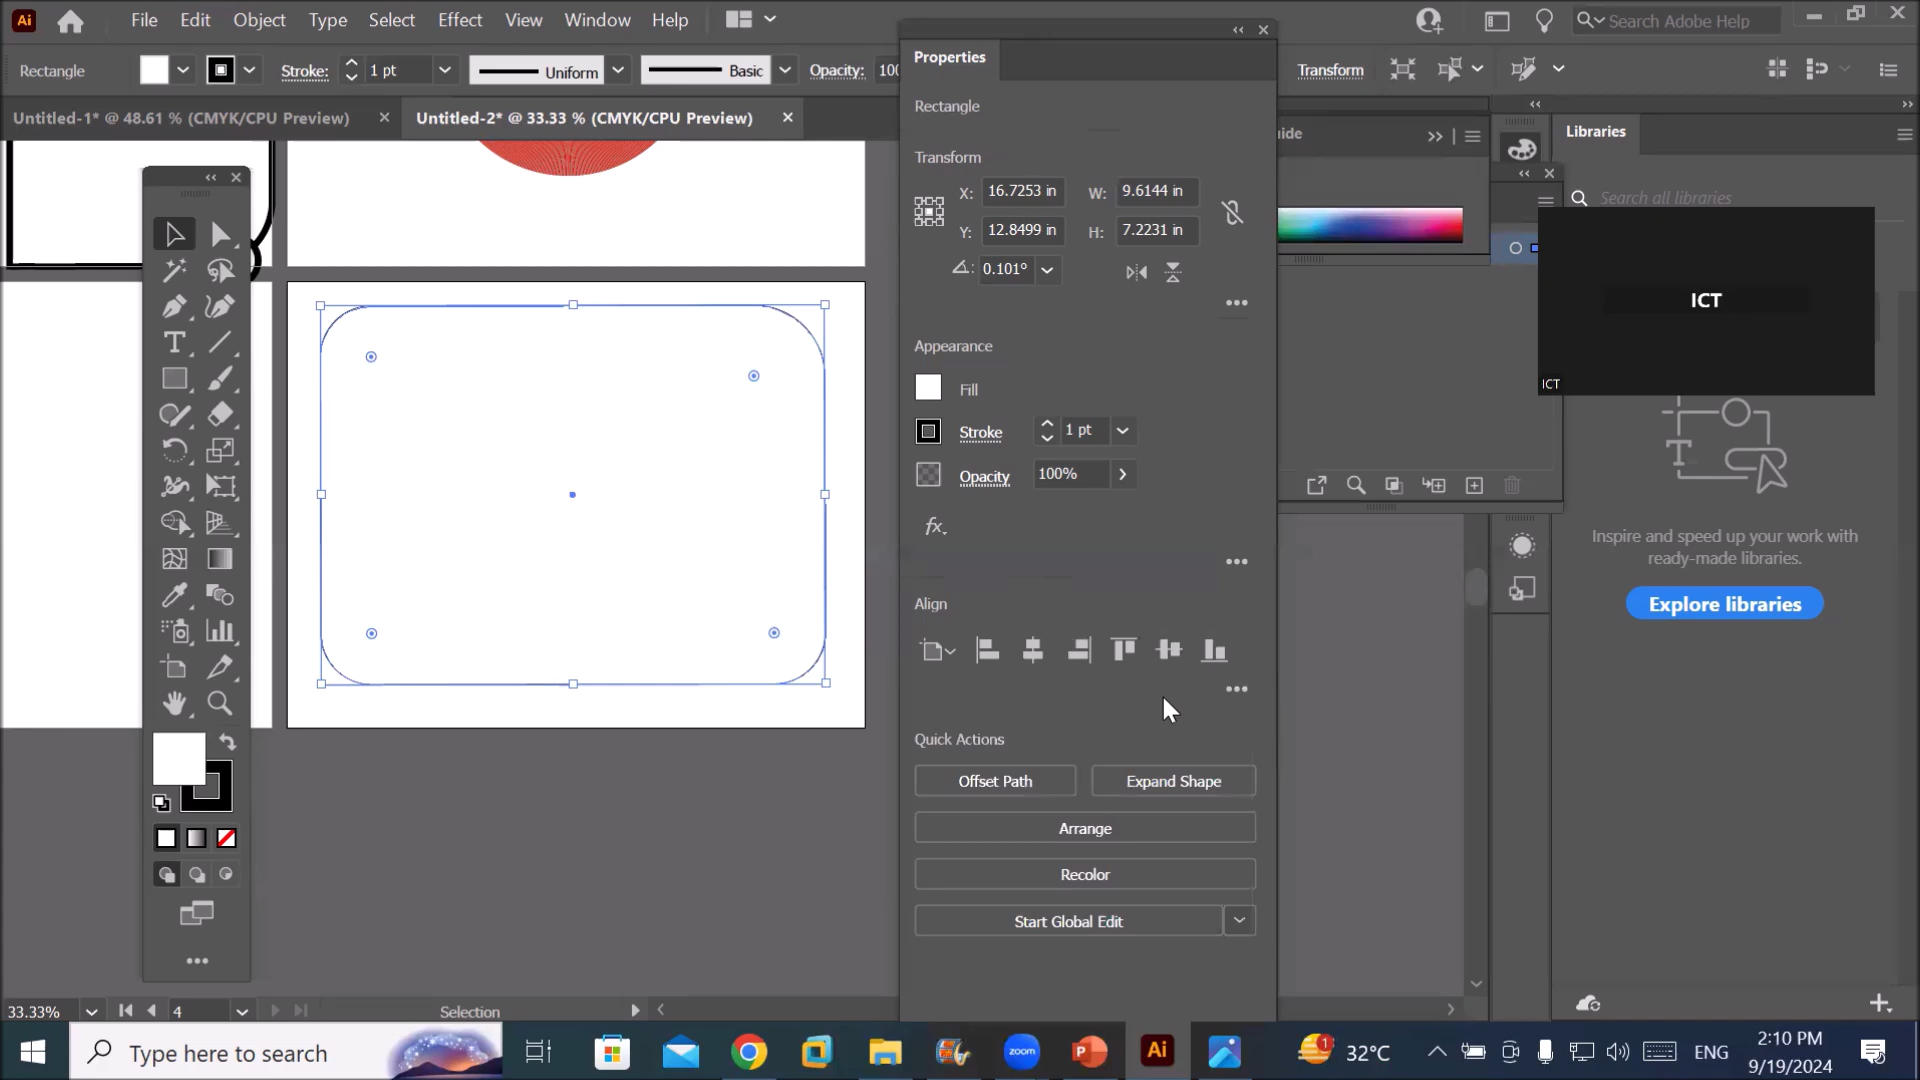 Ai File Edit Object Type Select Effect View Window Help Search Adobe Help
Rectangle Stroke: 1 pt Uniform Basic Opacity: Transform
Untitled-1* @ 48.61 % (CMYK/CPU Preview) Untitled-2* @ 33.33 % (CMYK/CPU Preview)
Properties
Rectangle
Transform
X: 16.7253 in W: 9.6144 in
Y: 12.8499 in H: 7.2231 in
0.101°
Appearance
Fill
Stroke 1 pt
Opacity 100%
fx.
Align
Quick Actions
Offset Path Expand Shape
Arrange
Recolor
Start Global Edit
Libraries
Search all libraries
ICT
ICT
Inspire and speed up your work with
ready-made libraries.
Explore libraries
33.33% 4 Selection
Type here to search zoom Ai 1 32°C ENG 2:10 PM
9/19/2024